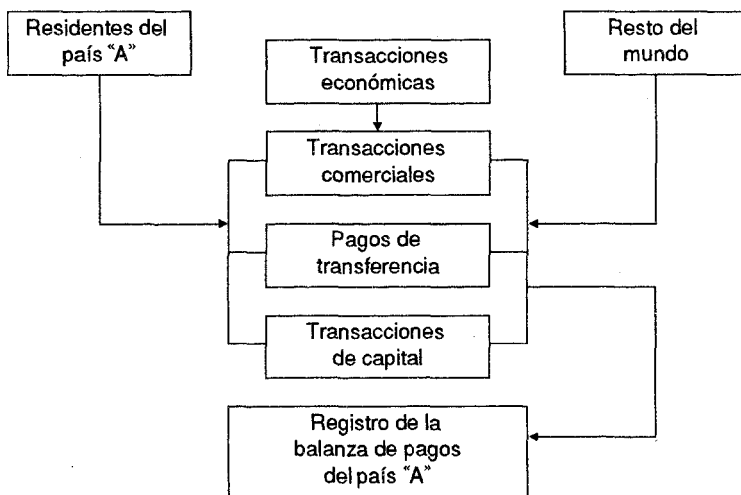 Residentes del
país "A"
Transacciones
económicas
Resto del
mundo
Transacciones
comerciales
Pagos de
transferencia
Transacciones
de capital
Registro de la
balanza de pagos
del país "A"